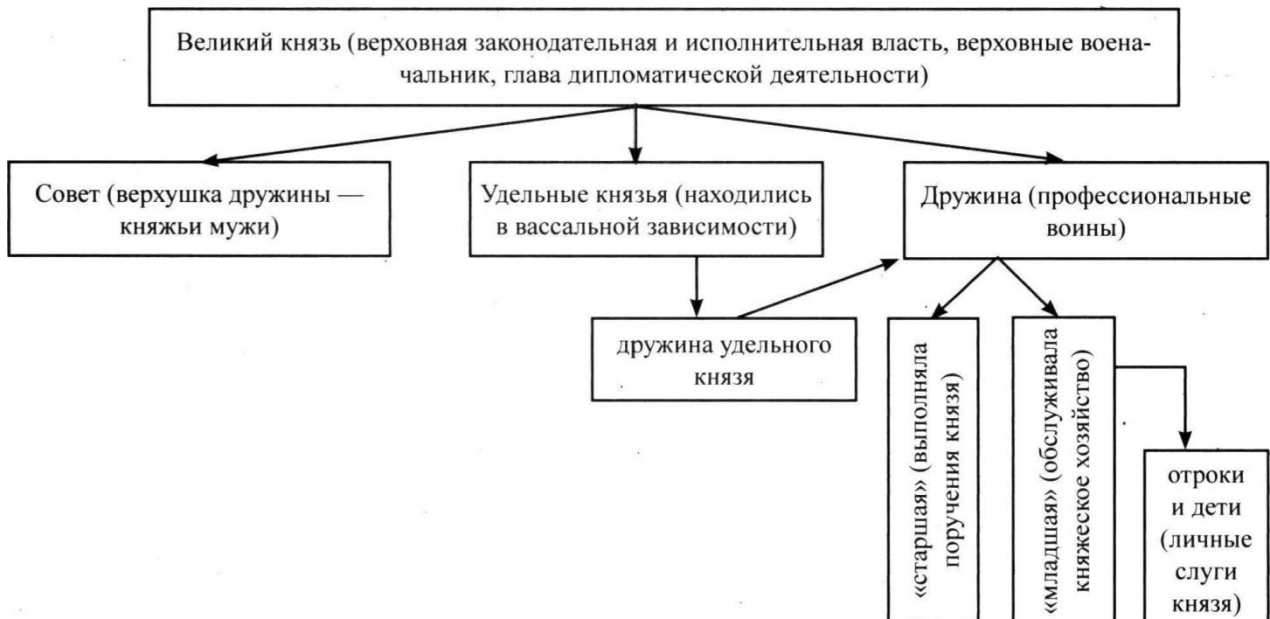 Великий князь (верховная законодательная и исполнительная власть, верховные воена-
чальник, глава дипломатической деятельности)
Совет (верхушка дружины —
княжьи мужи)
Удельные князья (находились
в вассальной зависимости)
Дружина (профессиональные
воины)
дружина удельного
князя
«старшая» (выполняла
поручения князя)
«младшая» (обслуживала
княжеское хозяйство)
отроки
и дети
(личные
слуги
князя)